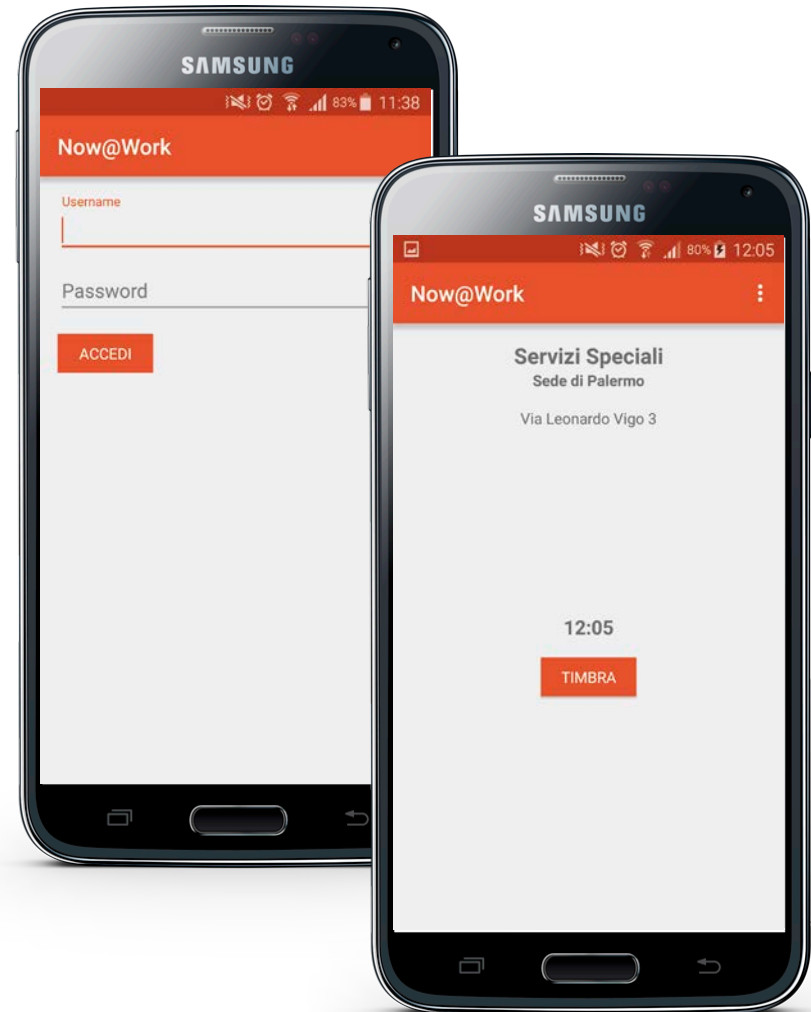 SAMSUNG
83% 11:38
Now@Work
Username
Password
ACCEDI
SAMSUNG
80% 12:05
Now@Work
Servizi Speciali
Sede di Palermo
Via Leonardo Vigo 3
12:05
TIMBRA